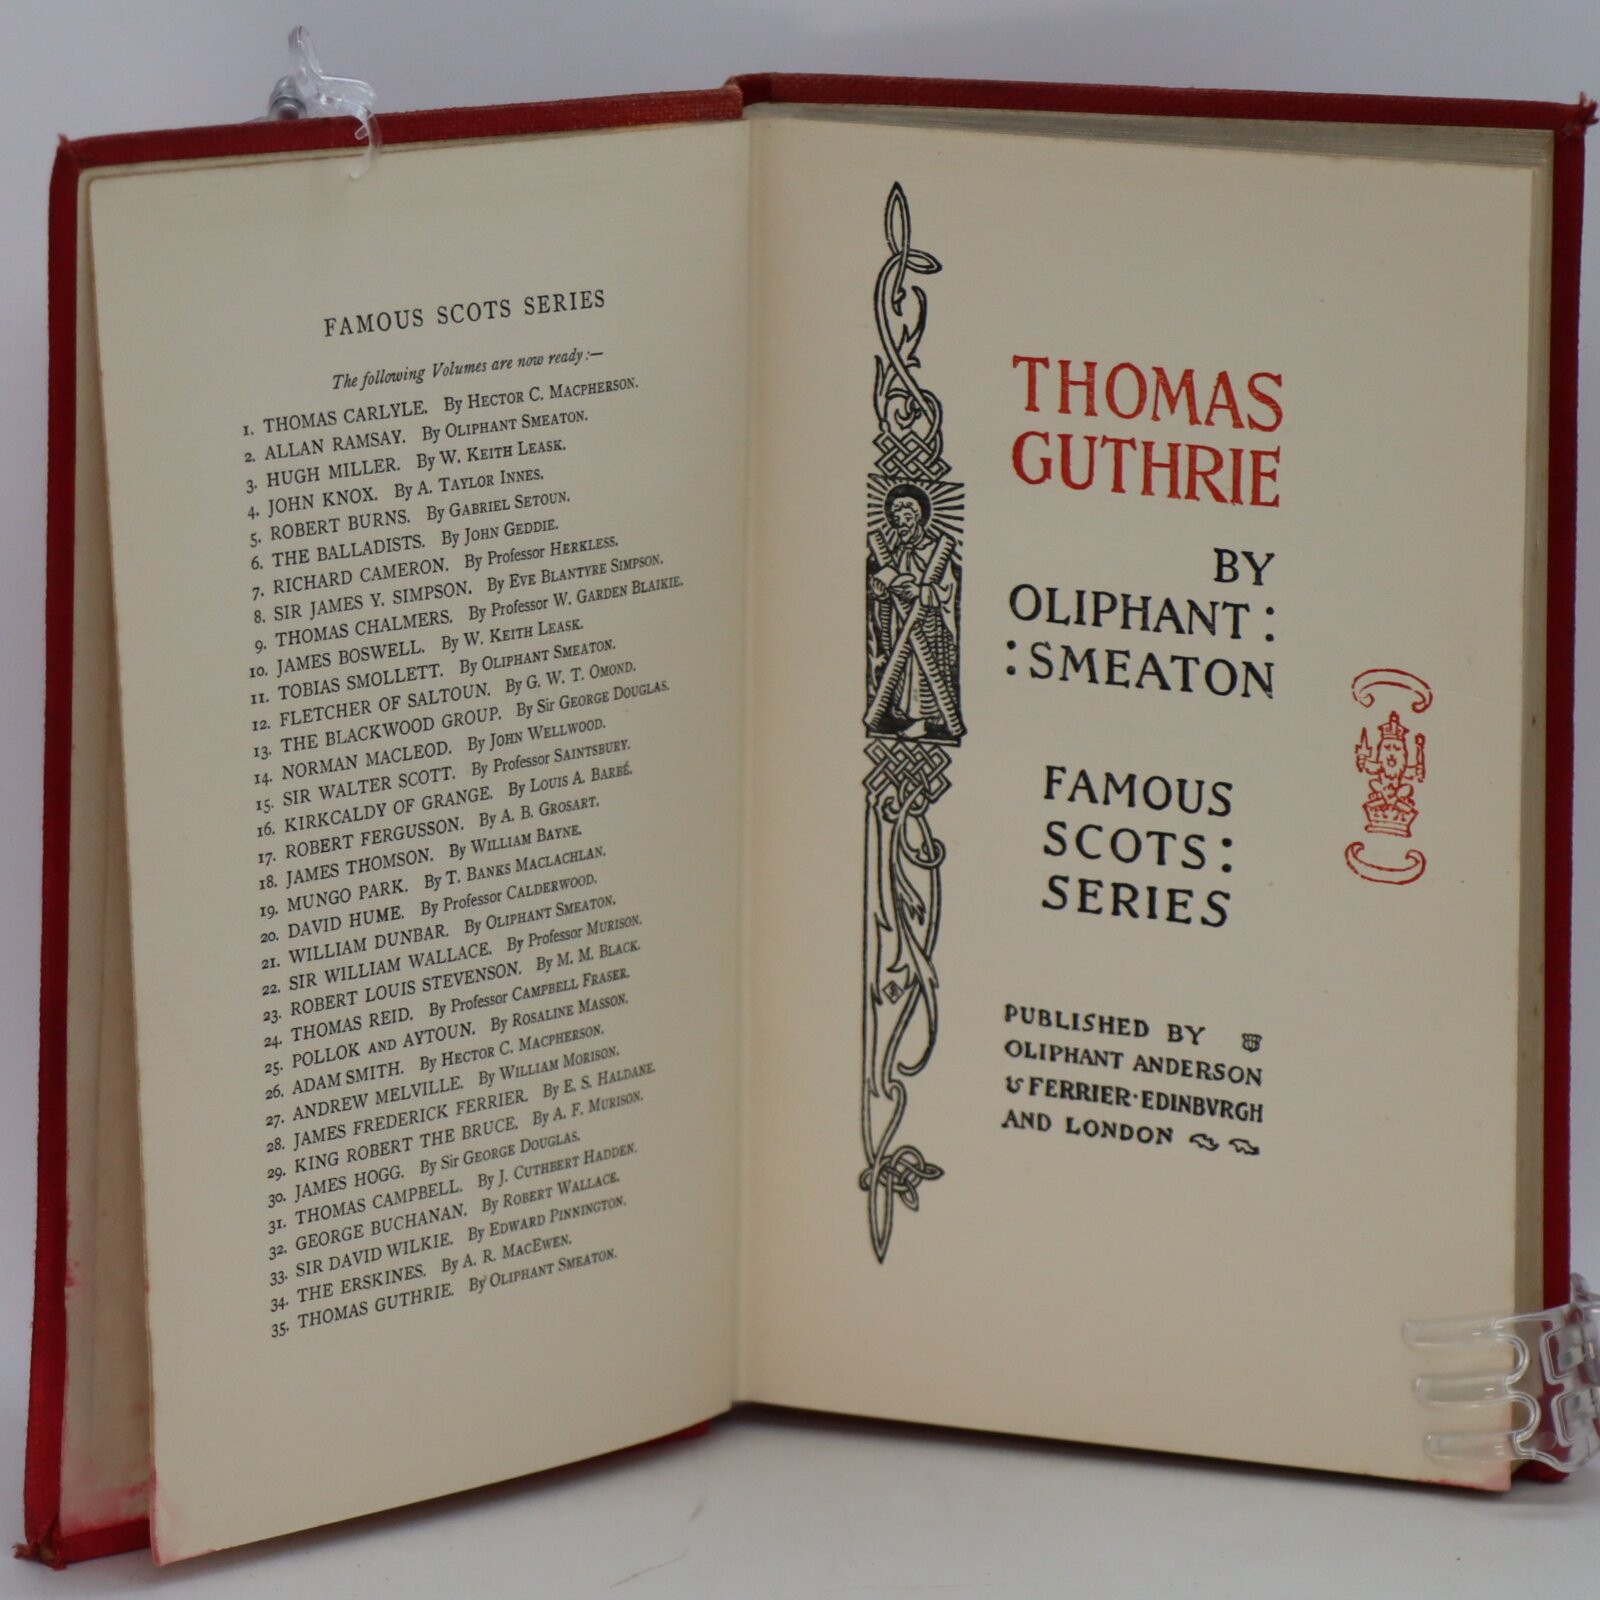 FAMOUS SCOTS SERIES
The following Volumes are now ready:—
1. THOMAS CARLYLE. By HECTOR C. MACPHERSON.
2. ALLAN RAMSAY. By OLIPHANT SMEATON.
3. HUGH MILLER. By W. KEITH LEASK.
4. JOHN KNOX. By A. TAYLOR INNES.
5. ROBERT BURNS. By GABRIEL SETOUN.
6. THE BALLADISTS. By JOHN GEDDIE.
7. RICHARD CAMERON. By Professor HERKLESS.
8. SIR JAMES Y. SIMPSON. By EVE BLANTYRE SIMPSON.
9. THOMAS CHALMERS. By Professor W. GARDEN BLAIKIE.
10. JAMES BOSWELL. By W. KEITH LEASK.
11. TOBIAS SMOLLETT. By OLIPHANT SMEATON.
12. FLETCHER OF SALTOUN. By G. W. T. OMOND.
13. THE BLACKWOOD GROUP. By Sir GEORGE DOUGLAS.
14. NORMAN MACLEOD. By JOHN WELLWOOD.
15. SIR WALTER SCOTT. By Professor SAINTSBURY.
16. KIRKCALDY OF GRANGE. By LOUIS A. BARBÉ.
17. ROBERT FERGUSSON. By A. B. GROSART.
18. JAMES THOMSON. By WILLIAM BAYNE.
19. MUNGO PARK. By T. BANKS MACLACHLAN.
20. DAVID HUME. By Professor CALDERWOOD.
21. WILLIAM DUNBAR. By OLIPHANT SMEATON.
22. SIR WILLIAM WALLACE. By Professor MURISON.
23. ROBERT LOUIS STEVENSON. By M. M. BLACK.
24. THOMAS REID. By Professor CAMPBELL FRASER.
25. POLLOK AND AYTOUN. By ROSALINE MASSON.
26. ADAM SMITH. By HECTOR C. MACPHERSON.
27. ANDREW MELVILLE. By WILLIAM MORISON.
28. JAMES FREDERICK FERRIER. By E. S. HALDANE.
29. KING ROBERT THE BRUCE. By A. F. MURISON.
30. JAMES HOGG. By Sir GEORGE DOUGLAS.
31. THOMAS CAMPBELL. By J. CUTHBERT HADDEN.
32. GEORGE BUCHANAN. By ROBERT WALLACE.
33. SIR DAVID WILKIE. By EDWARD PINNINGTON.
34. THE ERSKINES. By A. R. MACEWEN.
35. THOMAS GUTHRIE. By OLIPHANT SMEATON.
THOMAS
GUTHRIE
BY
OLIPHANT :
: SMEATON
FAMOUS
SCOTS :
SERIES
PUBLISHED BY
OLIPHANT ANDERSON
& FERRIER · EDINBVRGH
AND LONDON